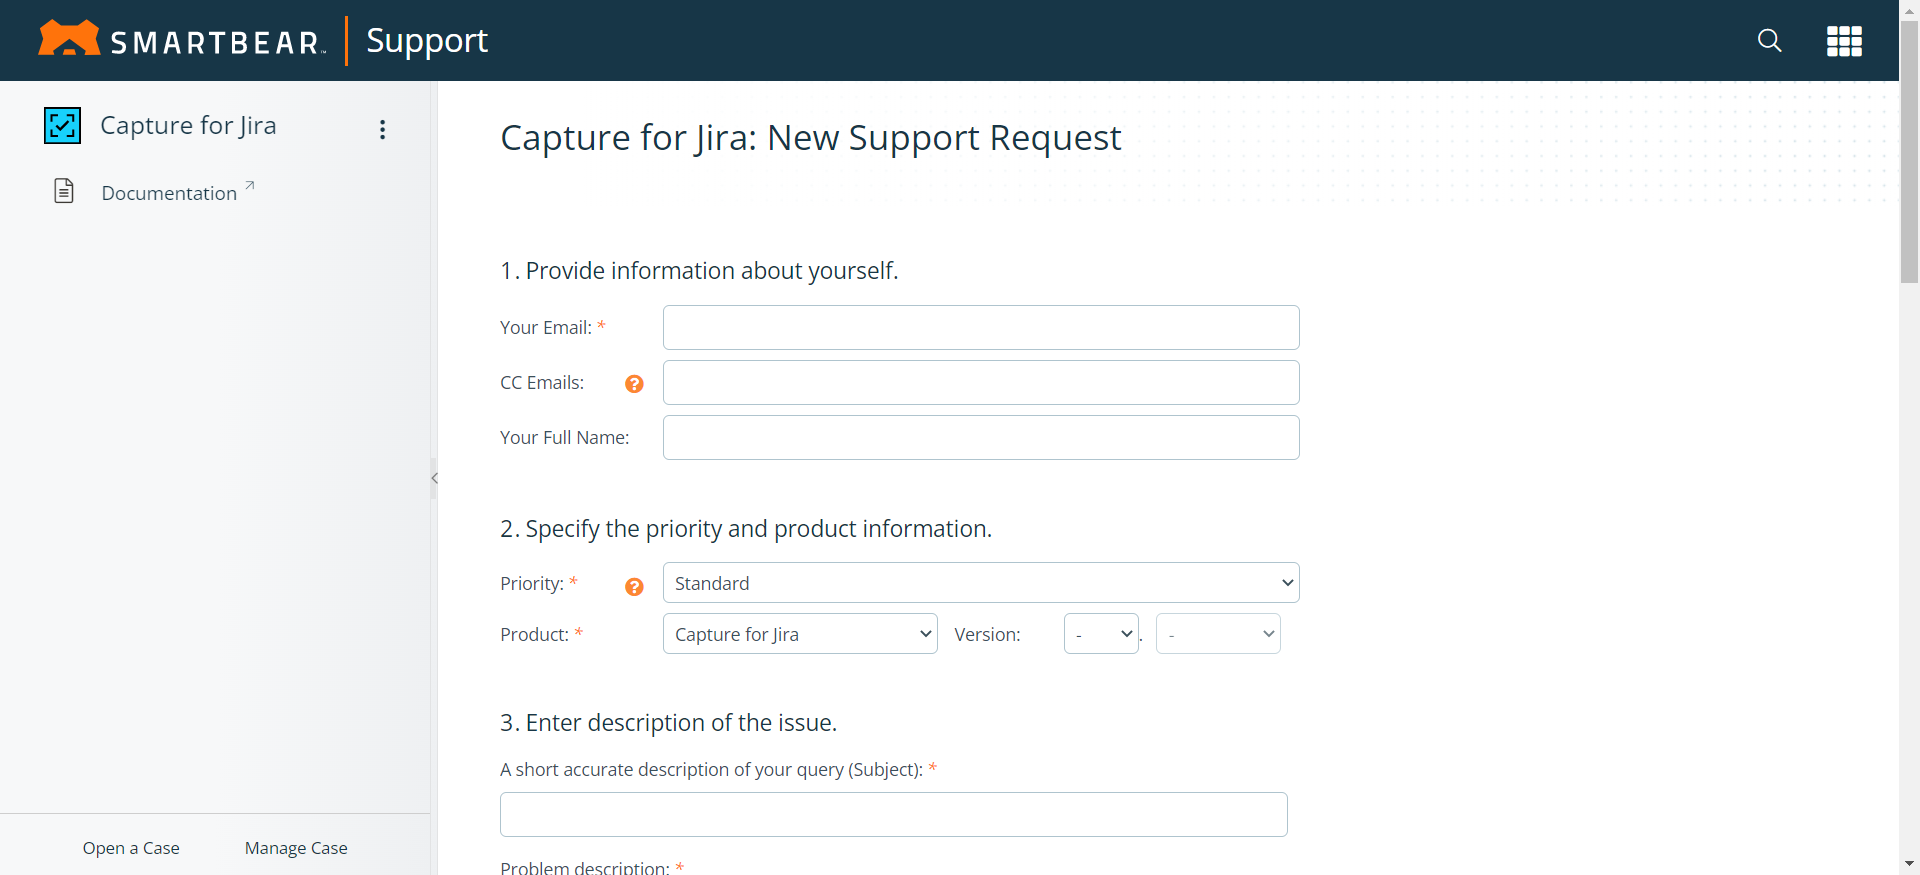 SMARTBEAR™ Support
Capture for Jira
Documentation
Open a Case Manage Case
Capture for Jira: New Support Request
1. Provide information about yourself.
Your Email: *
CC Emails: ?
Your Full Name:
2. Specify the priority and product information.
Priority: * ? Standard
Product: * Capture for Jira Version: - . -
3. Enter description of the issue.
A short accurate description of your query (Subject): *
Problem description: *